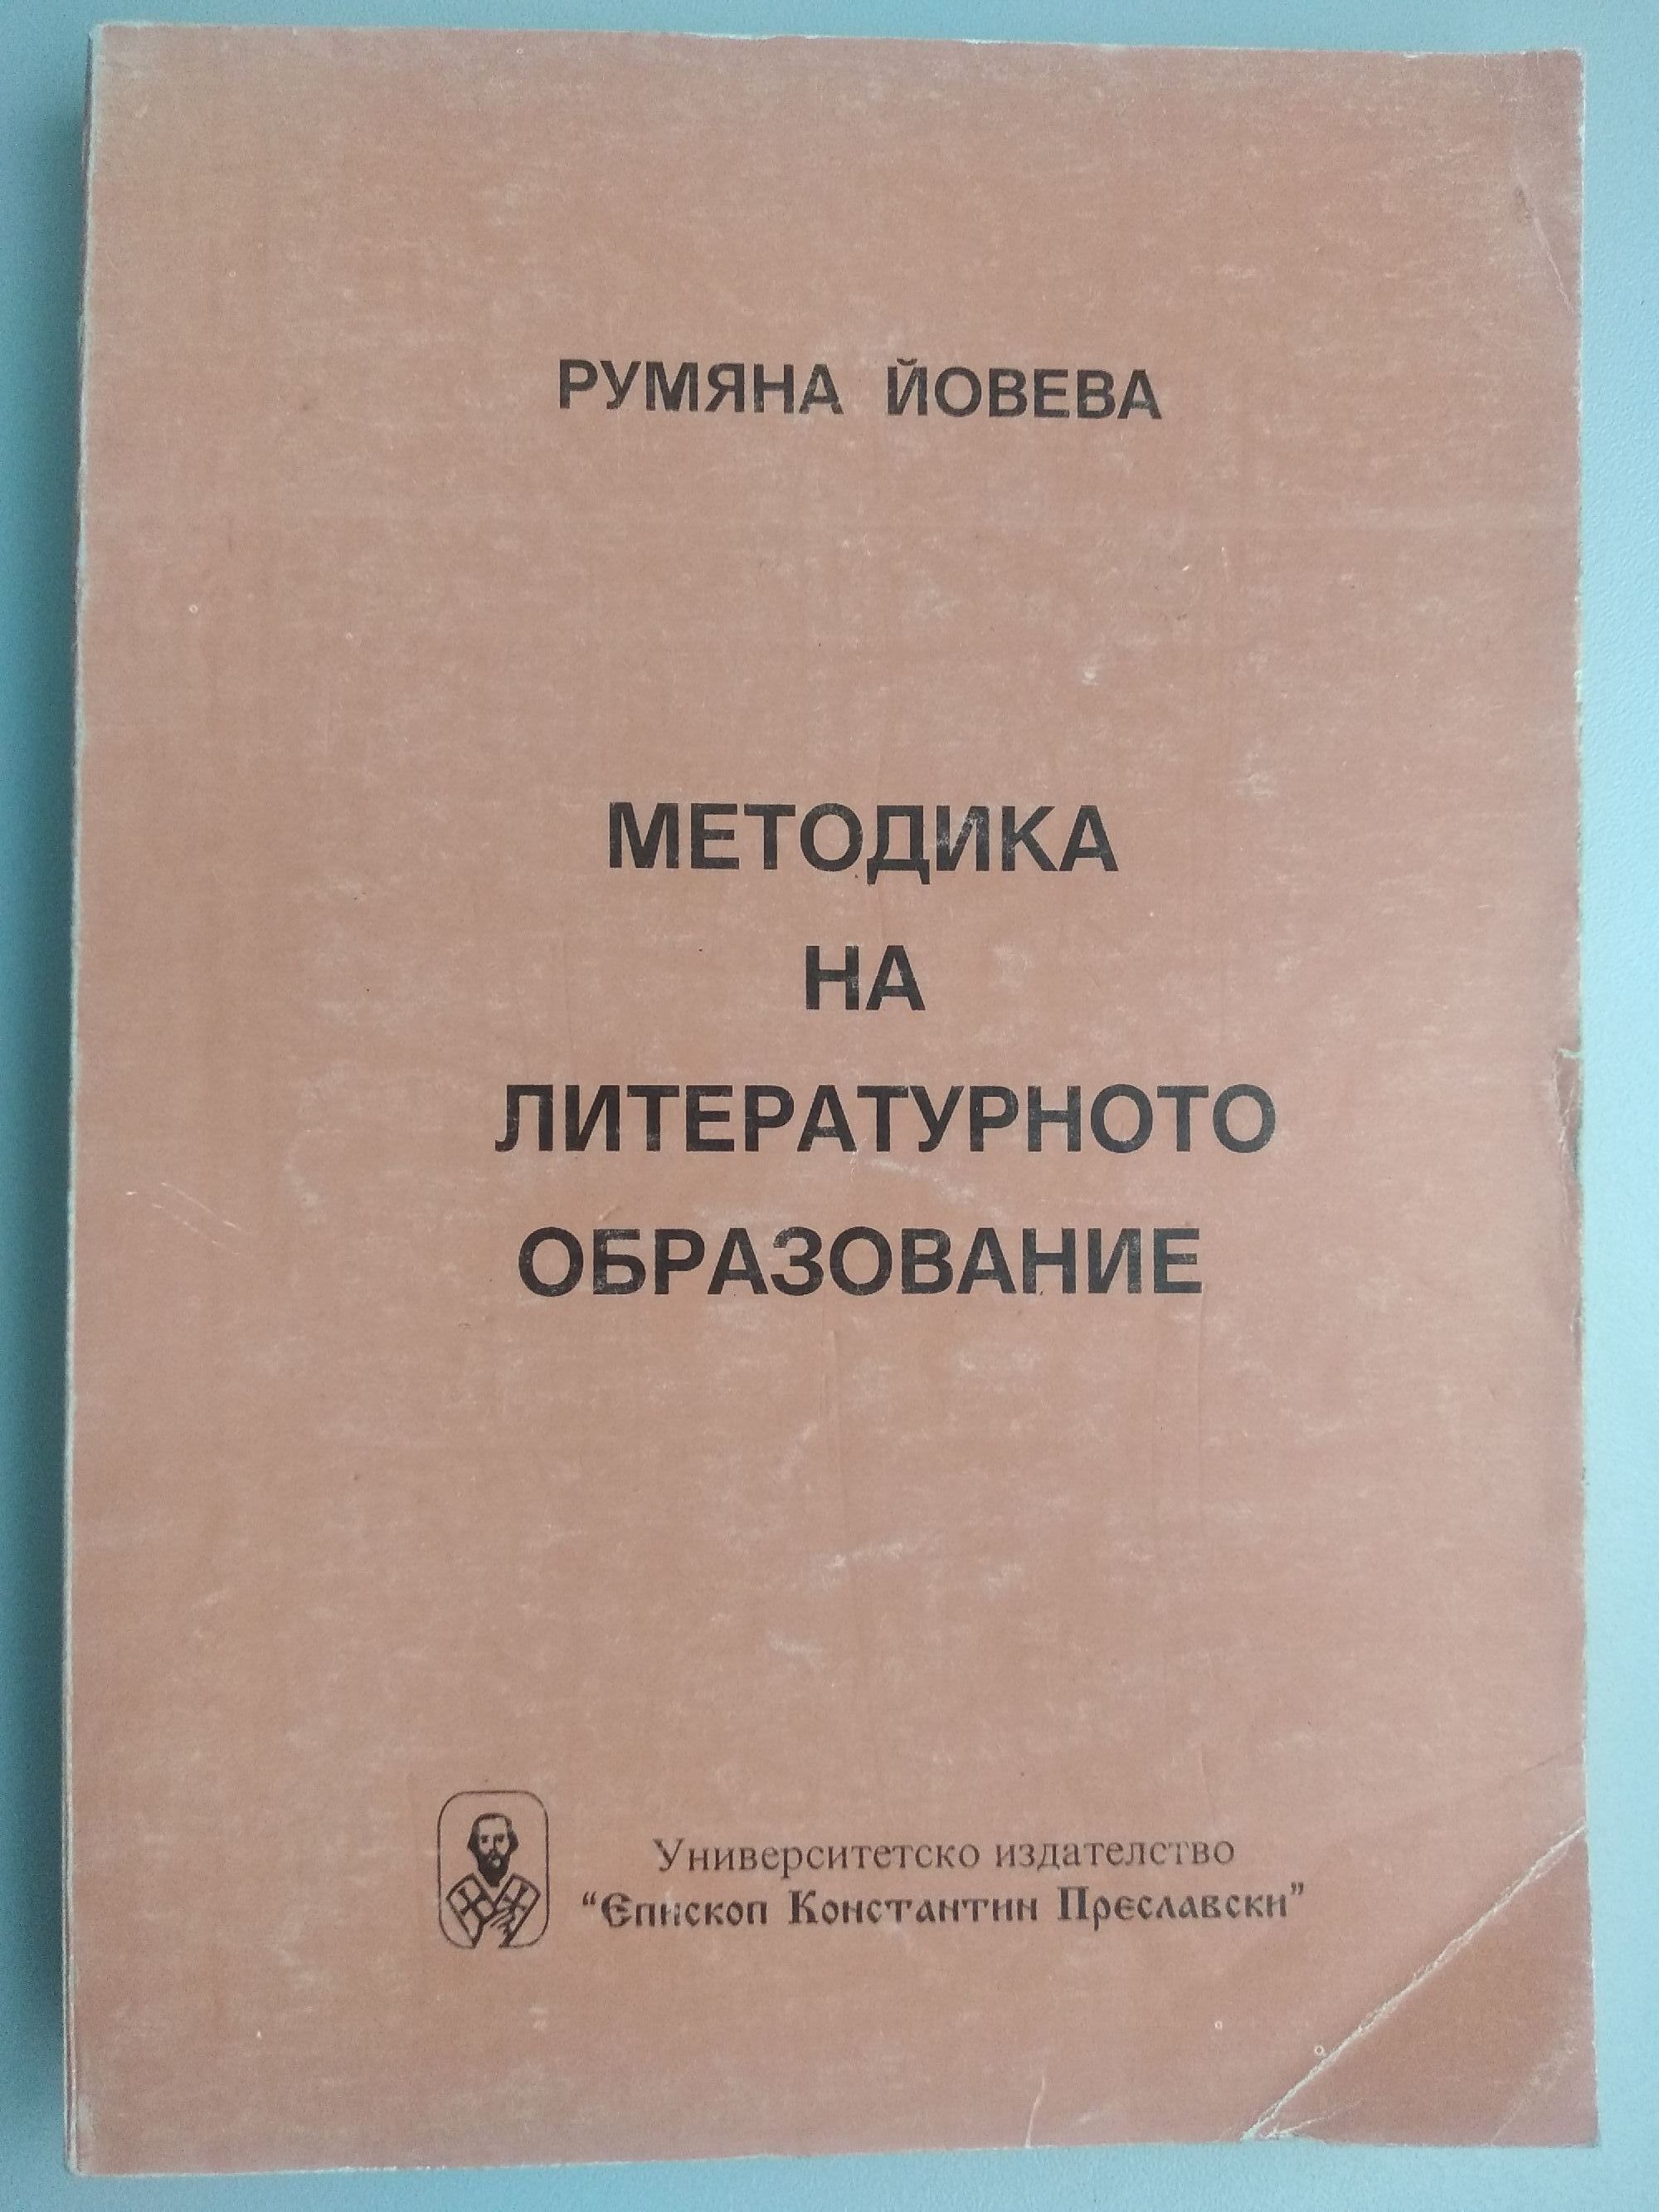 РУМЯНА ЙОВЕВА
МЕТОДИКА
НА
ЛИТЕРАТУРНОТО
ОБРАЗОВАНИЕ
Университетско издателство
“Епископ Константин Преславски”